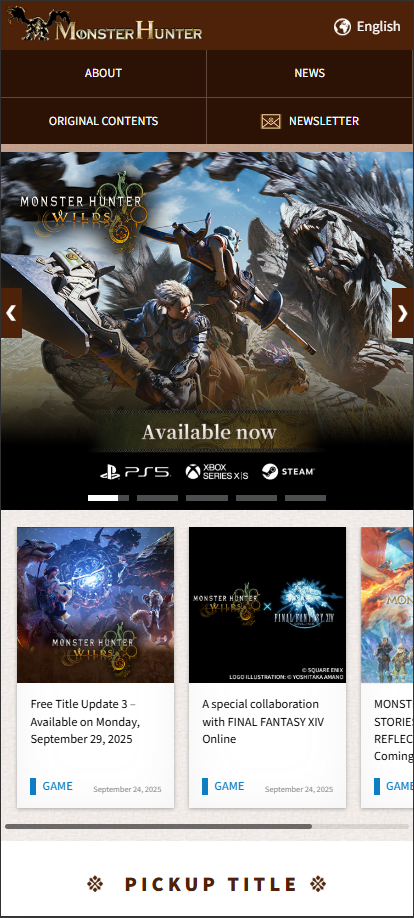 MONSTER HUNTER
English
ABOUT
NEWS
ORIGINAL CONTENTS
NEWSLETTER
MONSTER HUNTER
WILDS
Available now
PS5
XBOX
SERIES X|S
STEAM
MONSTER HUNTER
WILDS
MONSTER HUNTER
WILDS
×
FINAL FANTASY XIV
© SQUARE ENIX
LOGO ILLUSTRATION: © YOSHITAKA AMANO
MON
Free Title Update 3 –
Available on Monday,
September 29, 2025
A special collaboration
with FINAL FANTASY XIV
Online
MONST
STORIE
REFLEC
Coming
GAME
September 24, 2025
GAME
September 24, 2025
GAME
PICKUP TITLE